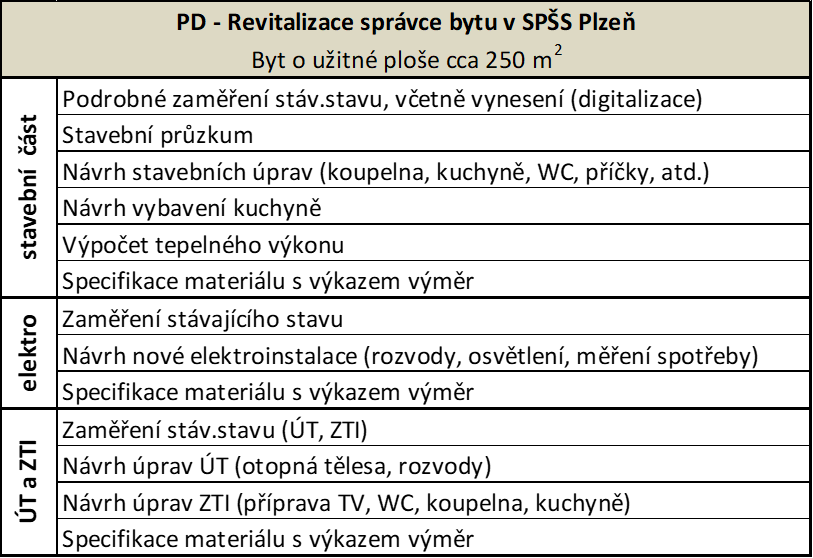 PD - Revitalizace správce bytu v SPŠS Plzeň
Byt o užitné ploše cca 250 m²
stavební část
Podrobné zaměření stáv.stavu, včetně vynesení (digitalizace)
Stavební průzkum
Návrh stavebních úprav (koupelna, kuchyně, WC, příčky, atd.)
Návrh vybavení kuchyně
Výpočet tepelného výkonu
Specifikace materiálu s výkazem výměr
elektro
Zaměření stávajícího stavu
Návrh nové elektroinstalace (rozvody, osvětlení, měření spotřeby)
Specifikace materiálu s výkazem výměr
ÚT a ZTI
Zaměření stáv.stavu (ÚT, ZTI)
Návrh úprav ÚT (otopná tělesa, rozvody)
Návrh úprav ZTI (příprava TV, WC, koupelna, kuchyně)
Specifikace materiálu s výkazem výměr